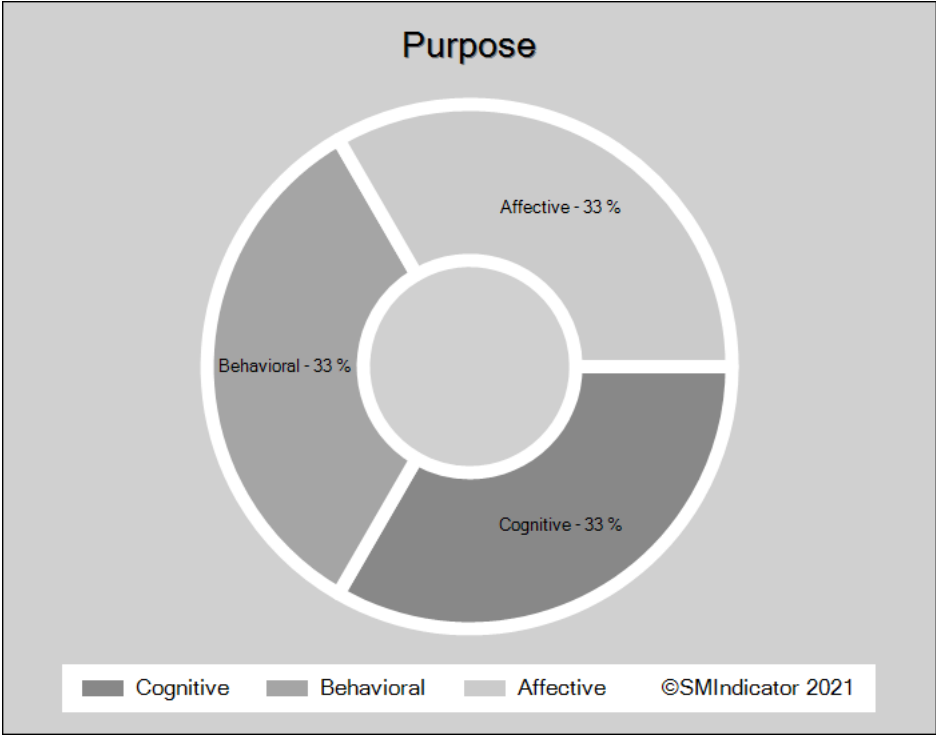 Purpose
Affective - 33 %
Behavioral - 33 %
Cognitive - 33 %
Cognitive Behavioral Affective ©SMIndicator 2021